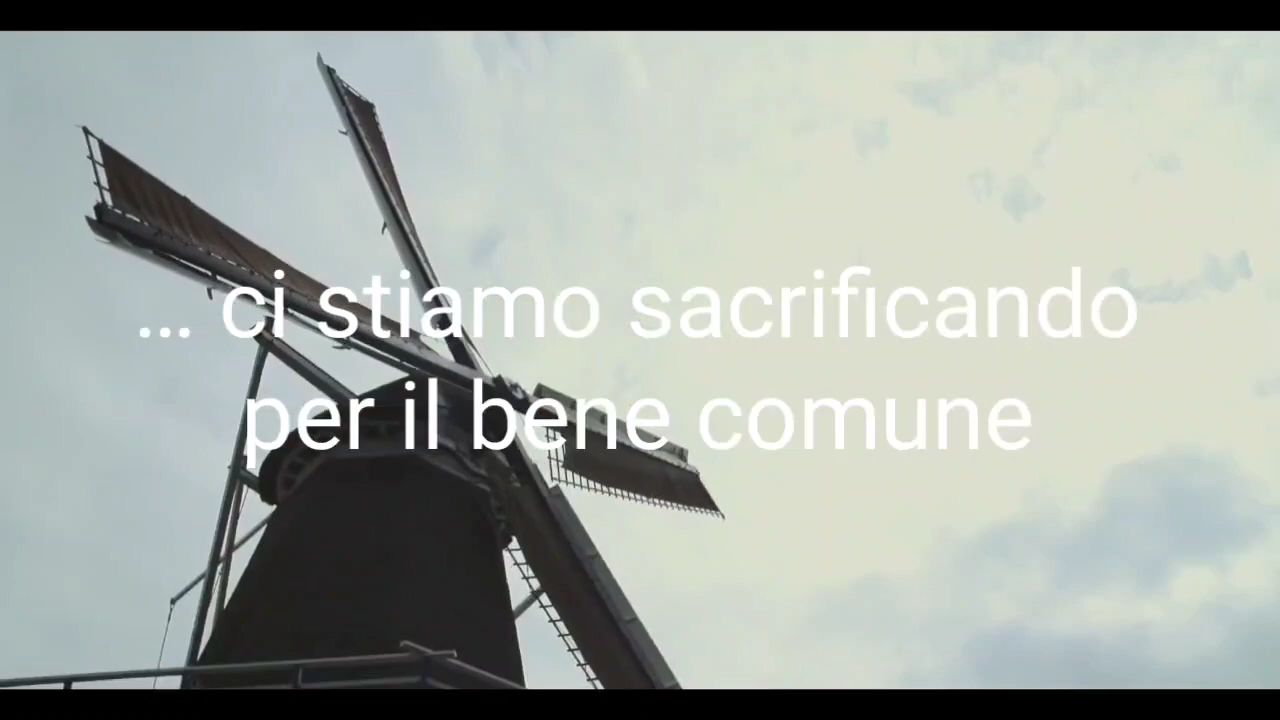 ... ci stiamo sacrificando
per il bene comune